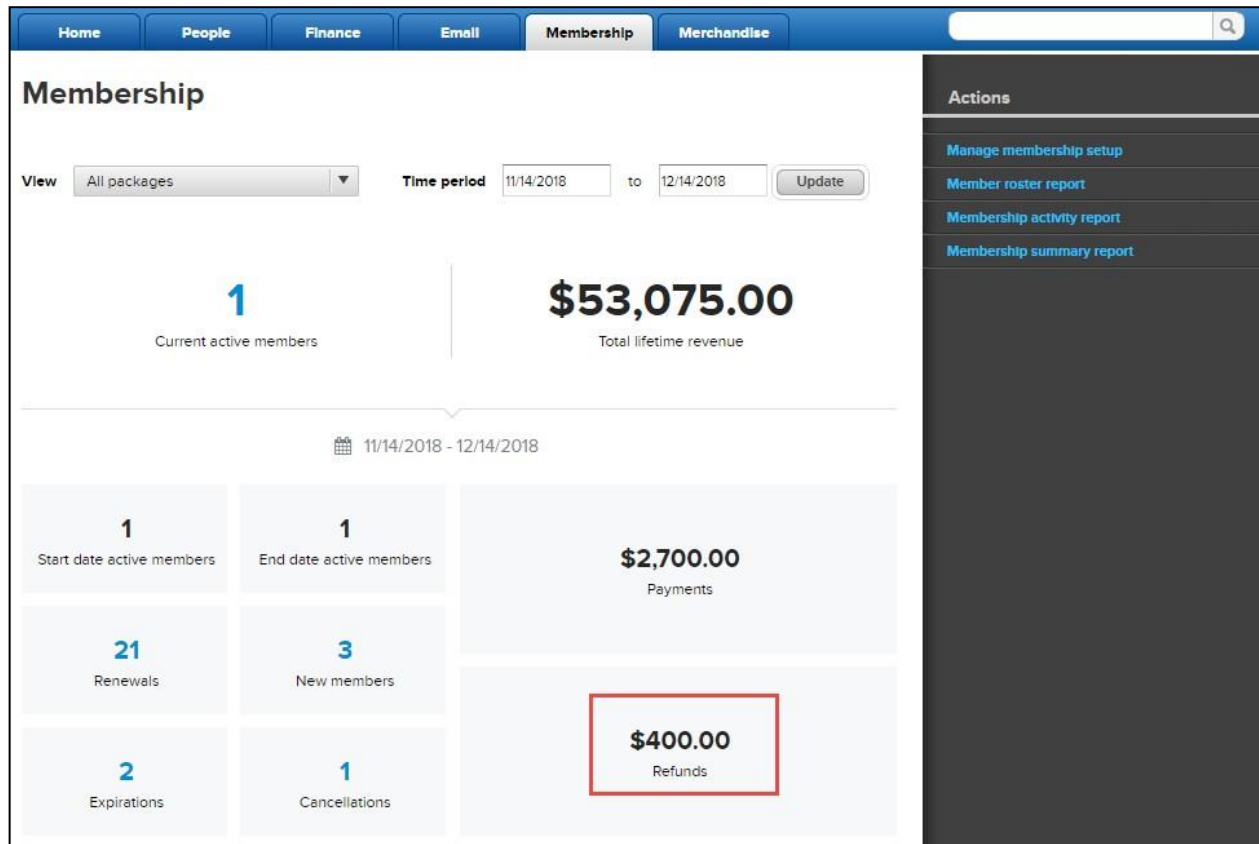 Home People Finance Email Membership Merchandise
Membership
View All packages Time period 11/14/2018 to 12/14/2018 Update
1
Current active members
$53,075.00
Total lifetime revenue
11/14/2018 - 12/14/2018
1
Start date active members
1
End date active members
$2,700.00
Payments
21
Renewals
3
New members
$400.00
Refunds
2
Expirations
1
Cancellations
Actions
Manage membership setup
Member roster report
Membership activity report
Membership summary report